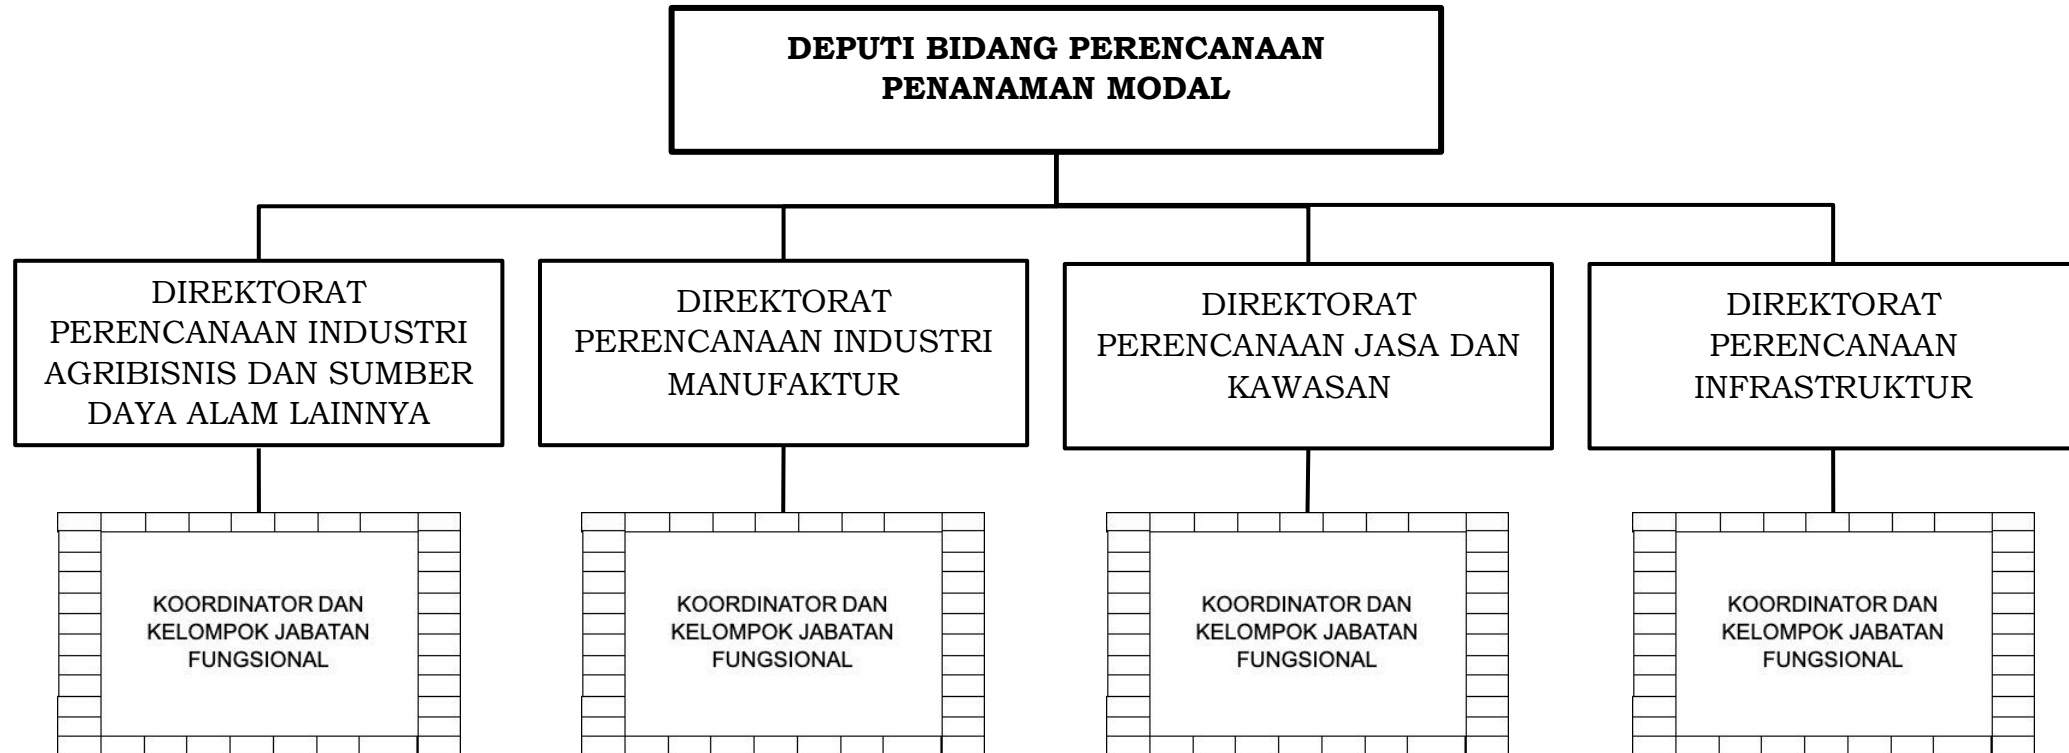 DEPUTI BIDANG PERENCANAAN
PENANAMAN MODAL
DIREKTORAT
PERENCANAAN INDUSTRI
AGRIBISNIS DAN SUMBER
DAYA ALAM LAINNYA
DIREKTORAT
PERENCANAAN INDUSTRI
MANUFAKTUR
DIREKTORAT
PERENCANAAN JASA DAN
KAWASAN
DIREKTORAT
PERENCANAAN
INFRASTRUKTUR
KOORDINATOR DAN
KELOMPOK JABATAN
FUNGSIONAL
KOORDINATOR DAN
KELOMPOK JABATAN
FUNGSIONAL
KOORDINATOR DAN
KELOMPOK JABATAN
FUNGSIONAL
KOORDINATOR DAN
KELOMPOK JABATAN
FUNGSIONAL